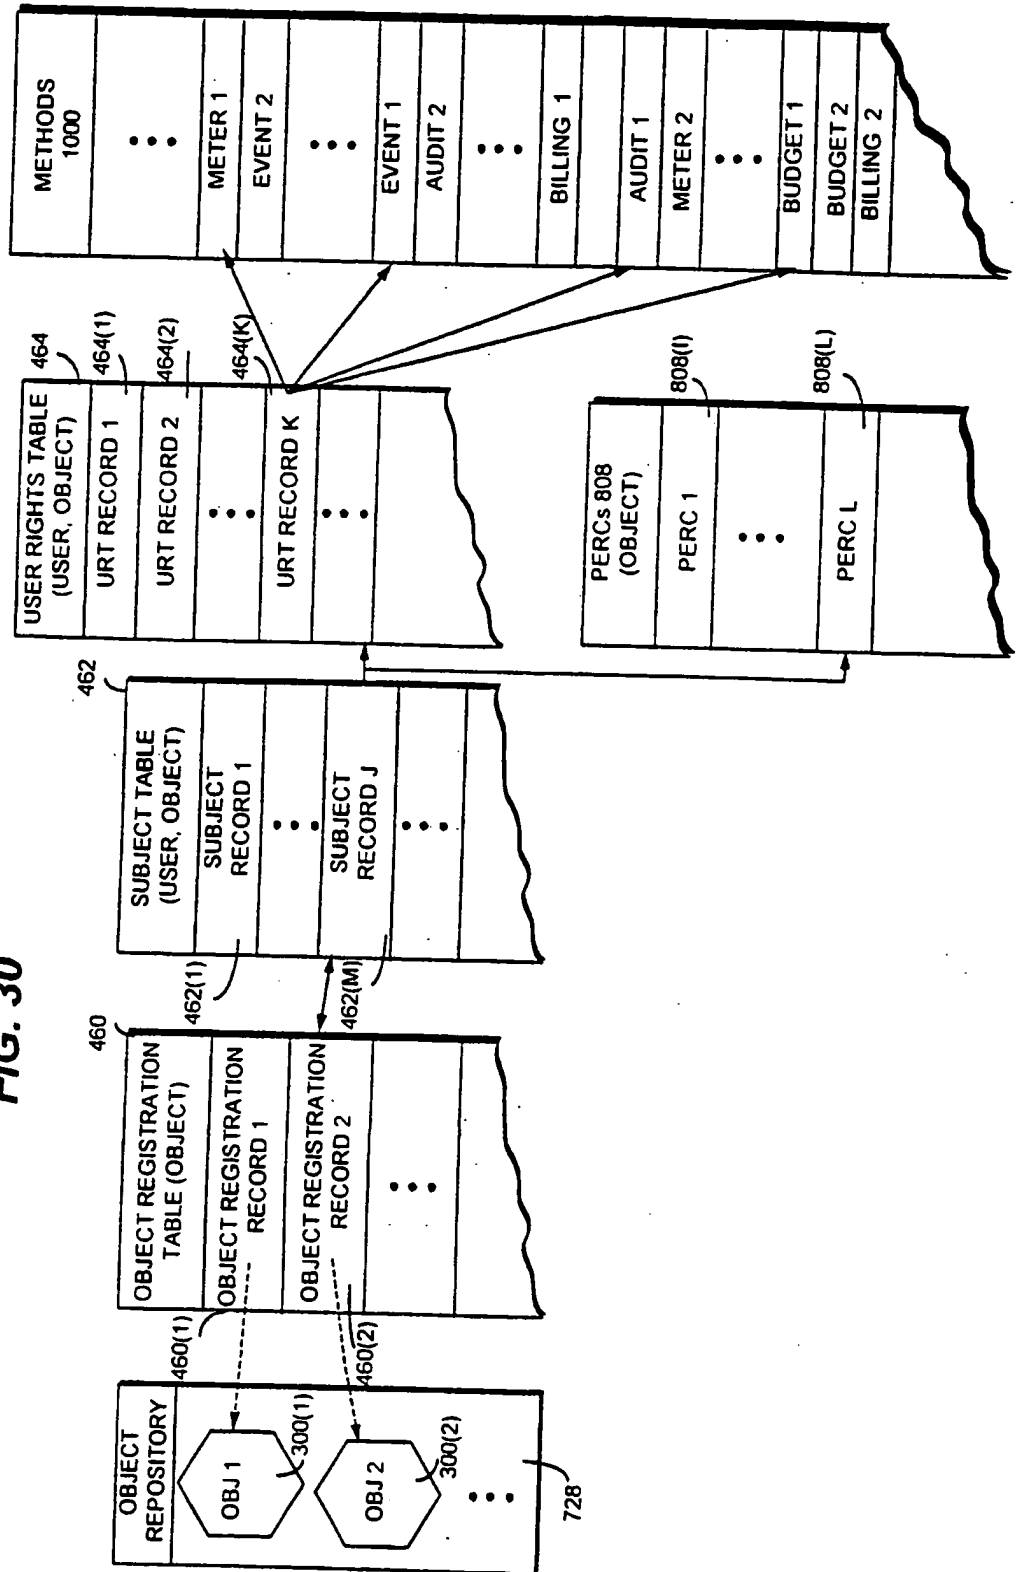 FIG. 30
OBJECT
REPOSITORY
OBJ 1
300(1)
OBJ 2
300(2)
• • •
728
460
OBJECT REGISTRATION
TABLE (OBJECT)
OBJECT REGISTRATION
RECORD 1
460(1)
OBJECT REGISTRATION
RECORD 2
460(2)
• • •
462
SUBJECT TABLE
(USER, OBJECT)
SUBJECT
RECORD 1
462(1)
• • •
SUBJECT
RECORD J
462(M)
• • •
464
USER RIGHTS TABLE
(USER, OBJECT)
URT RECORD 1
464(1)
URT RECORD 2
464(2)
• • •
URT RECORD K
464(K)
• • •
PERCs 808
(OBJECT)
PERC 1
808(I)
• • •
PERC L
808(L)
METHODS
1000
• • •
METER 1
EVENT 2
• • •
EVENT 1
AUDIT 2
• • •
BILLING 1
AUDIT 1
METER 2
• • •
BUDGET 1
BUDGET 2
BILLING 2